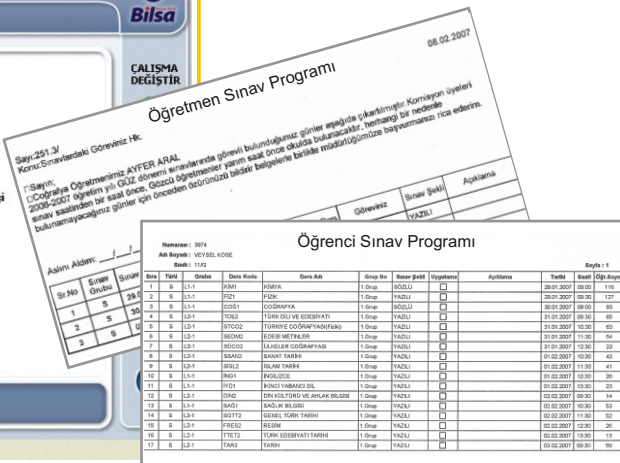 Bilsa
ÇALIŞMA
DEĞİŞTİR
08.02.2007
Öğretmen Sınav Programı
Sayı:251.3/
Konu:Sınavlardaki Göreviniz Hk.
Sayın;
Coğrafya Öğretmenimiz AYFER ARAL
2006-2007 öğretim yılı GÜZ dönemi sınavlarında görevli bulunduğunuz günler aşağıda çıkartılmıştır.Komisyon üyeleri
sınav saatinden bir saat önce, Gözcü öğretmenler yarım saat önce okulda bulunacaktır, herhangi bir nedenle
bulunamayacağınız günler için önceden özürünüzü bildirir belgelerle birlikte müdürlüğümüze başvurmanızı rica ederim.
Aslını Aldım: __/__/
Göreviniz Sınav Şekli Açıklama
YAZILI
Sr.No Sınav Grubu Sınav
1 S 29.0
2 S 30.
3 S 0
Öğrenci Sınav Programı
Numarası : 3974
Adı Soyadı : VEYSEL KÖSE
Sınıfı : 11/G
Sayfa : 1
Sıra Türü Grubu Ders Kodu Ders Adı Grup No Sınav Şekli Uygulama Açıklama Tarihi Saati Öğr.Sayısı
1 S L1-1 KİM1 KİMYA 1.Grup SÖZLÜ 29.01.2007 09:00 116
2 S L1-1 FİZ1 FİZİK 1.Grup YAZILI 29.01.2007 09:30 127
3 S L1-1 COĞ1 COĞRAFYA 1.Grup SÖZLÜ 30.01.2007 09:00 93
4 S L2-1 TDE2 TÜRK DİLİ VE EDEBİYATI 1.Grup YAZILI 31.01.2007 09:30 65
5 S L2-1 STCO2 TÜRKİYE COĞRAFYASI(Fiziki) 1.Grup YAZILI 31.01.2007 10:30 63
6 S L2-1 SEDM2 EDEBİ METİNLER 1.Grup YAZILI 31.01.2007 11:30 54
7 S L2-1 SÜCO2 ÜLKELER COĞRAFYASI 1.Grup YAZILI 31.01.2007 12:30 23
8 S L2-1 SSAN2 SANAT TARİHİ 1.Grup YAZILI 01.02.2007 10:30 43
9 S L2-1 SİSL2 İSLAM TARİHİ 1.Grup YAZILI 01.02.2007 11:30 41
10 S L2-1 İNG1 İNGİLİZCE 1.Grup YAZILI 01.02.2007 12:30 26
11 S L2-1 İYD1 İKİNCİ YABANCI DİL 1.Grup YAZILI 01.02.2007 13:30 23
12 S L2-1 DİN2 DİN KÜLTÜRÜ VE AHLAK BİLGİSİ 1.Grup YAZILI 02.02.2007 09:30 14
13 S L1-1 SAĞ1 SAĞLIK BİLGİSİ 1.Grup YAZILI 02.02.2007 10:30 53
14 S L2-1 SGTT2 GENEL TÜRK TARİHİ 1.Grup YAZILI 02.02.2007 11:30 52
15 S L2-1 FRES2 RESİM 1.Grup YAZILI 02.02.2007 12:30 26
16 S L2-1 TTET2 TÜRK EDEBİYATI TARİHİ 1.Grup YAZILI 02.02.2007 13:30 13
17 S L2-1 TAR2 TARİH 1.Grup YAZILI 03.02.2007 09:30 59